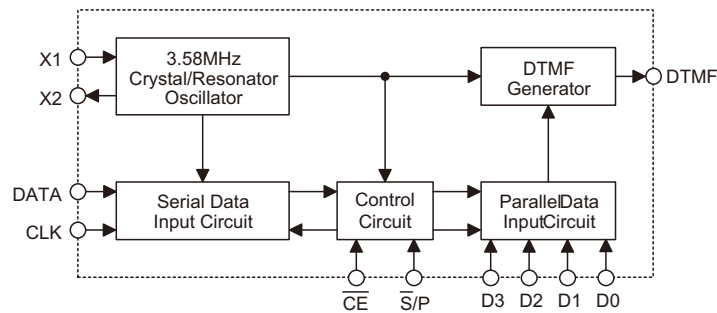 X1
X2
3.58MHz
Crystal/Resonator
Oscillator
DTMF
Generator
DTMF
DATA
CLK
Serial Data
Input Circuit
Control
Circuit
ParallelData
InputCircuit
C̅E̅
S̅/P
D3
D2
D1
D0